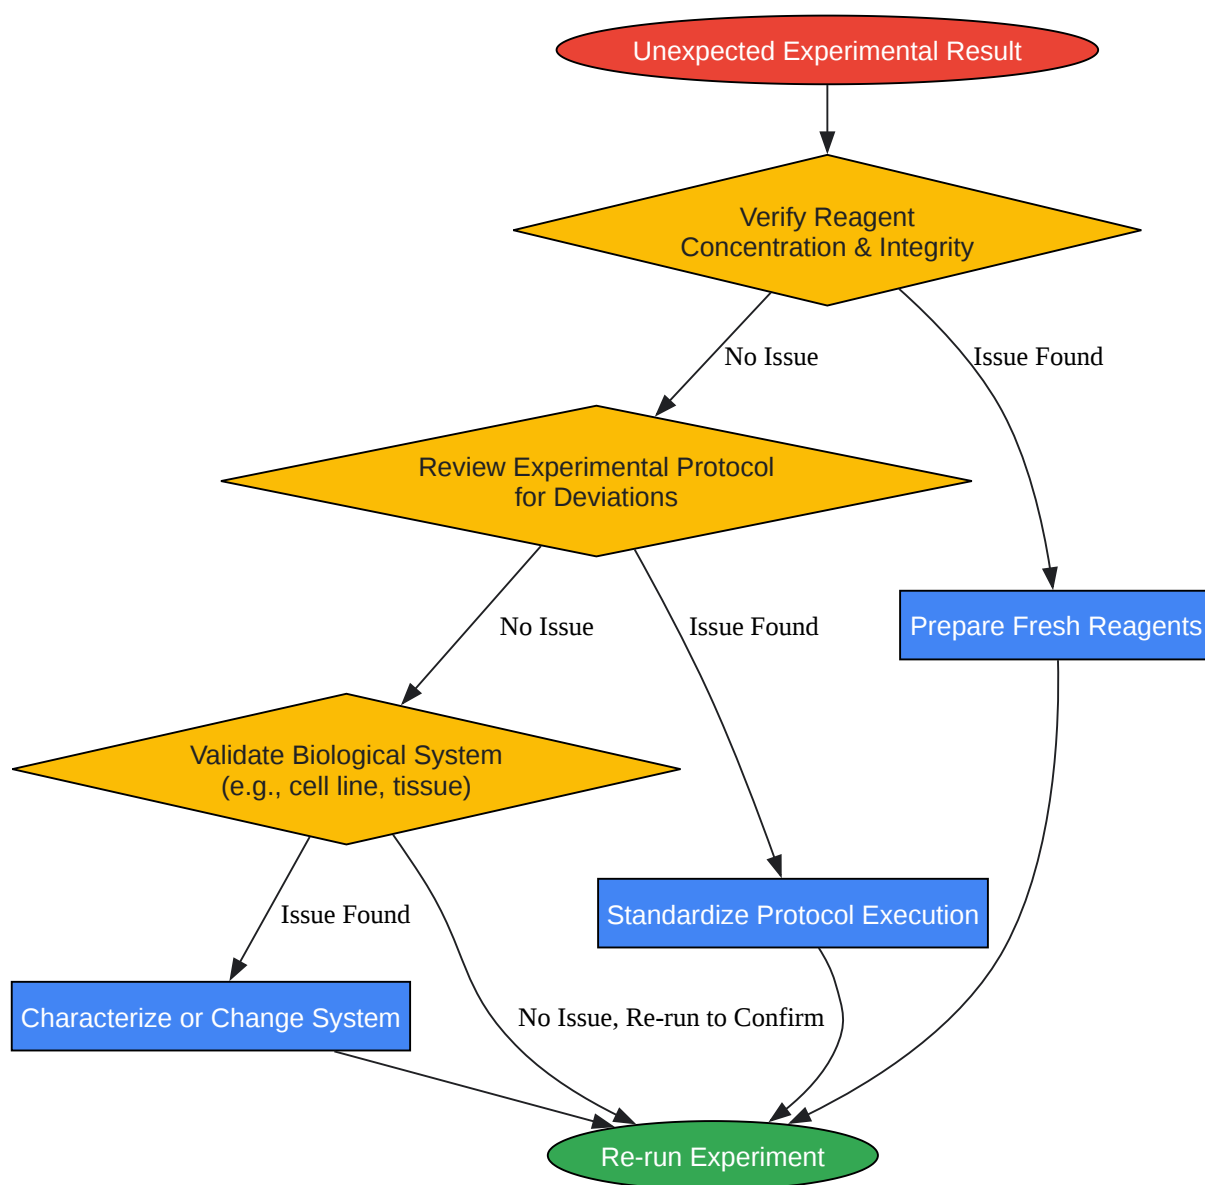 Unexpected Experimental Result
Verify Reagent
Concentration & Integrity
No Issue
Issue Found
Review Experimental Protocol
for Deviations
No Issue
Issue Found
Prepare Fresh Reagents
Validate Biological System
(e.g., cell line, tissue)
Issue Found
Standardize Protocol Execution
Characterize or Change System
No Issue, Re-run to Confirm
Re-run Experiment